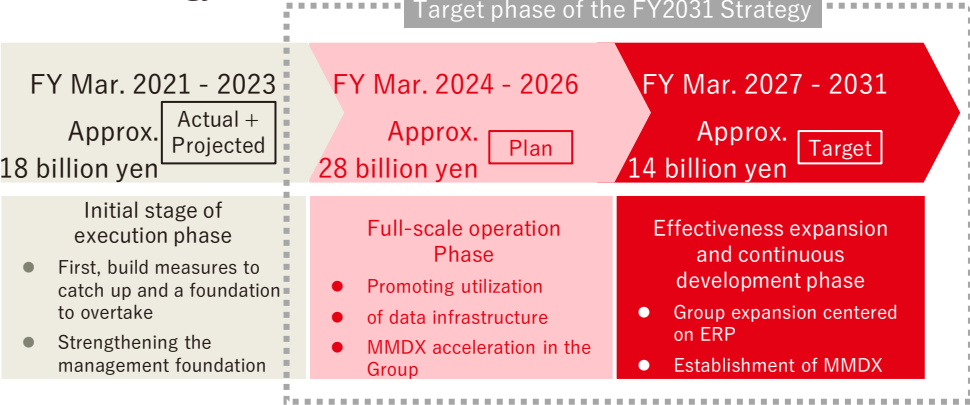 gy
Target phase of the FY2031 Strategy
FY Mar. 2021 - 2023
Approx.
18 billion yen
Actual +
Projected
FY Mar. 2024 - 2026
Approx.
28 billion yen
Plan
FY Mar. 2027 - 2031
Approx.
14 billion yen
Target
Initial stage of
execution phase
● First, build measures to
catch up and a foundation
to overtake
● Strengthening the
management foundation
Full-scale operation
Phase
● Promoting utilization
● of data infrastructure
● MMDX acceleration in the
Group
Effectiveness expansion
and continuous
development phase
● Group expansion centered
on ERP
● Establishment of MMDX